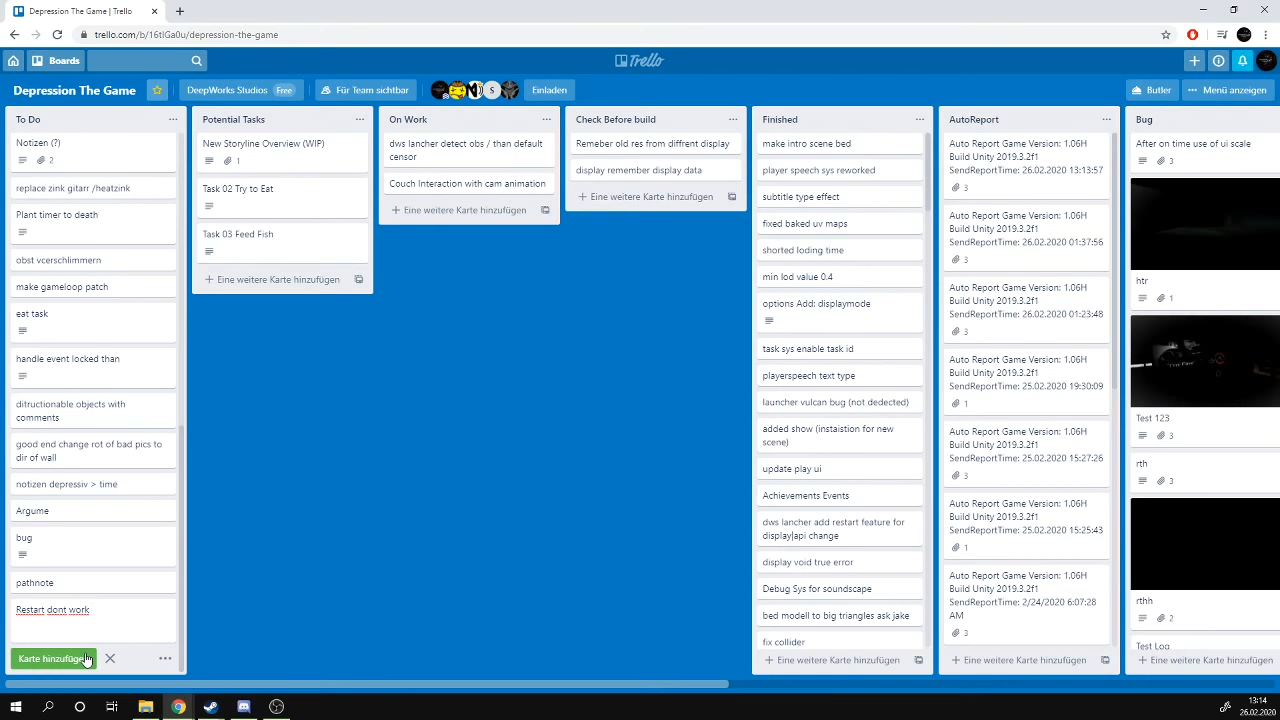 Depression The Game | Trello
trello.com/b/16tlGa0u/depression-the-game
Boards
Trello
Depression The Game
DeepWorks Studios Free
Für Team sichtbar
S
Einladen
Butler
Menü anzeigen
To Do
Notizen (?)
2
replace zink gitarr /heatzink
Plant timer to death
obst vcerschlimmern
make gameloop patch
eat task
handle event locked than
ditructionable objects with
comments
good end change rot of bad pics to
dir of wall
notizen depressiv > time
Argume
bug
pathnote
Restart dont work
Karte hinzufüge
Potential Tasks
New Storyline Overview (WIP)
1
Task 02 Try to Eat
Task 03 Feed Fish
Eine weitere Karte hinzufügen
On Work
dws lancher detect obs / than default
censor
Couch Interaction with cam animation
Eine weitere Karte hinzufügen
Check Before build
Remeber old res from diffrent display
display remember display data
Eine weitere Karte hinzufügen
Finished
make intro scene bed
player speech sys reworked
subtitle type effect
fixed baked uv maps
shorted loding time
min lod value 0.4
options Add: displaymode
task sys enable task id
playerspeech text type
launcher vulcan bug (not dedected)
added show (instaistion for new
scene)
update play ui
Achievements Events
dws lancher add restart feature for
display|api change
display void true error
Debug Sys for soundscape
bed modell to big triangles ask jake
fix collider
Eine weitere Karte hinzufügen
AutoReport
Auto Report Game Version: 1.06H
Build Unity 2019.3.2f1
SendReportTime: 26.02.2020 13:13:57
3
Auto Report Game Version: 1.06H
Build Unity 2019.3.2f1
SendReportTime: 26.02.2020 01:37:56
3
Auto Report Game Version: 1.06H
Build Unity 2019.3.2f1
SendReportTime: 26.02.2020 01:23:48
3
Auto Report Game Version: 1.06H
Build Unity 2019.3.2f1
SendReportTime: 25.02.2020 19:30:09
1
Auto Report Game Version: 1.06H
Build Unity 2019.3.2f1
SendReportTime: 25.02.2020 15:27:26
3
Auto Report Game Version: 1.06H
Build Unity 2019.3.2f1
SendReportTime: 25.02.2020 15:25:43
1
Auto Report Game Version: 1.06H
Build Unity 2019.3.2f1
SendReportTime: 2/24/2020 6:07:28
AM
3
Eine weitere Karte hinzufügen
Bug
After on time use of ui scale
3
htr
1
Test 123
3
rth
3
rthh
2
Test Log
Eine weitere Karte hinzufügen
13:14
26.02.2020